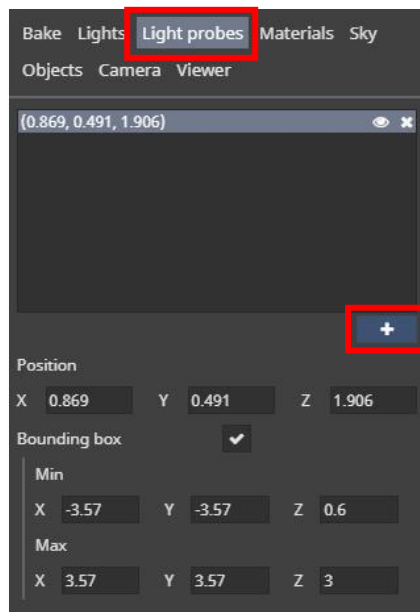 Bake Lights Light probes Materials Sky
Objects Camera Viewer
(0.869, 0.491, 1.906)
Position
X 0.869 Y 0.491 Z 1.906
Bounding box
Min
X -3.57 Y -3.57 Z 0.6
Max
X 3.57 Y 3.57 Z 3